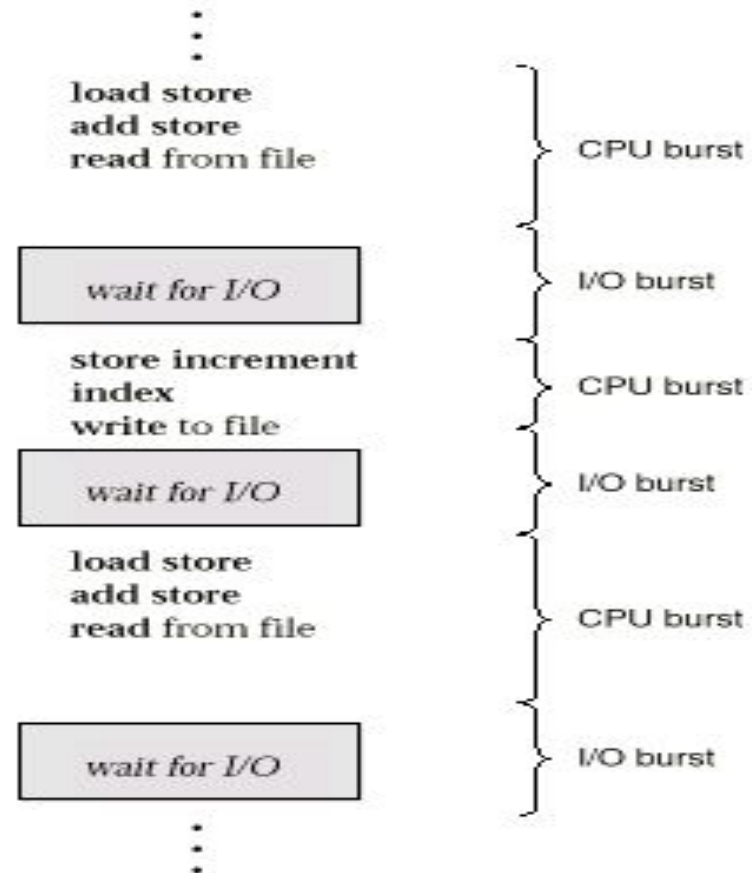 load store
add store
read from file
CPU burst
wait for I/O
I/O burst
store increment
index
write to file
CPU burst
wait for I/O
I/O burst
load store
add store
read from file
CPU burst
wait for I/O
I/O burst